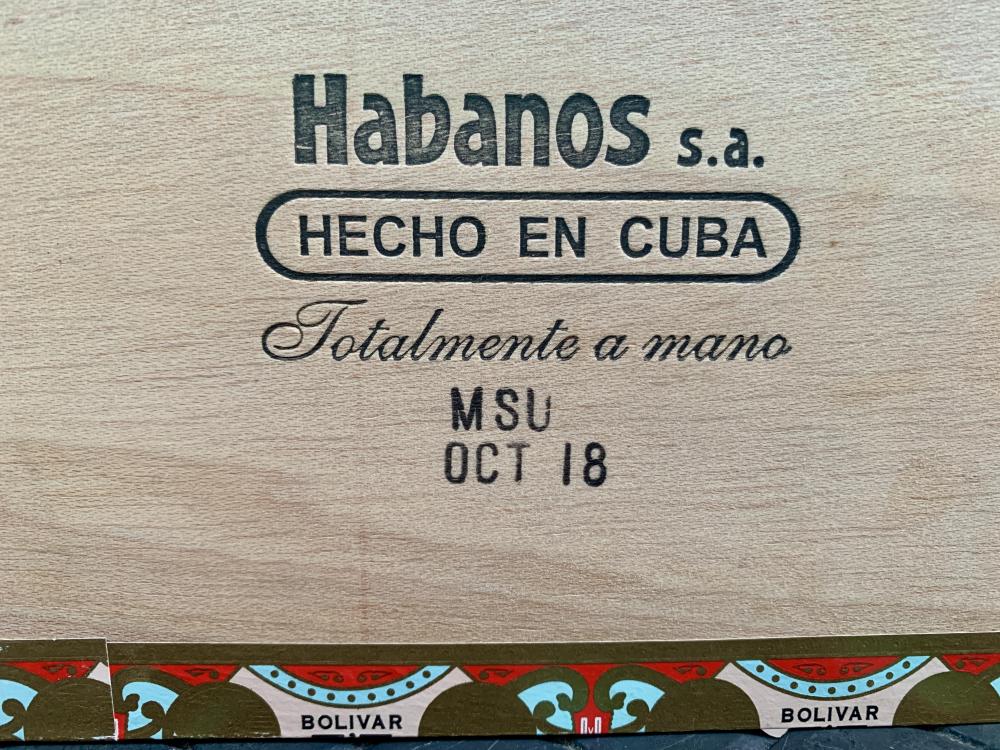 Habanos s.a.
HECHO EN CUBA
Totalmente a mano
MSU
OCT 18
BOLIVAR BOLIVAR